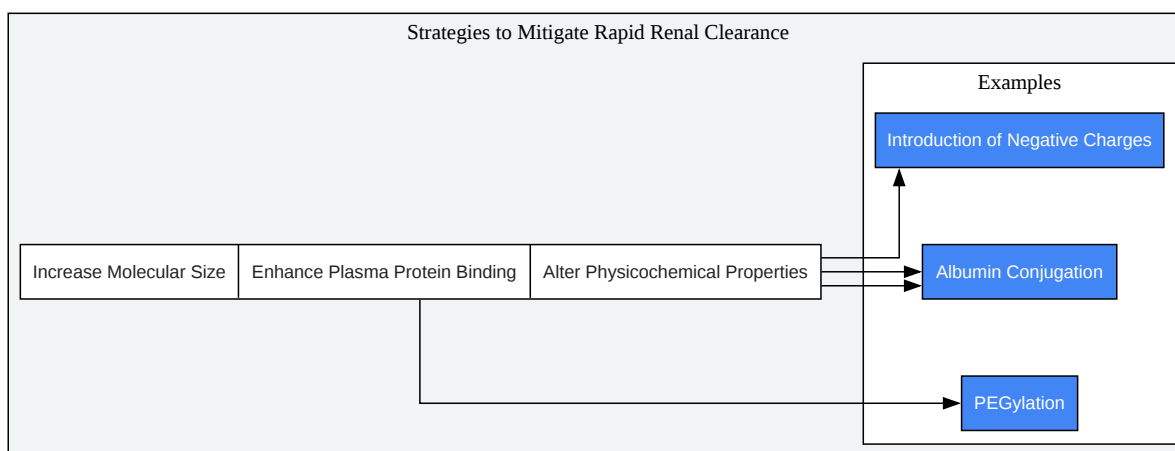 Strategies to Mitigate Rapid Renal Clearance
Examples
Introduction of Negative Charges
Increase Molecular Size
Enhance Plasma Protein Binding
Alter Physicochemical Properties
Albumin Conjugation
PEGylation